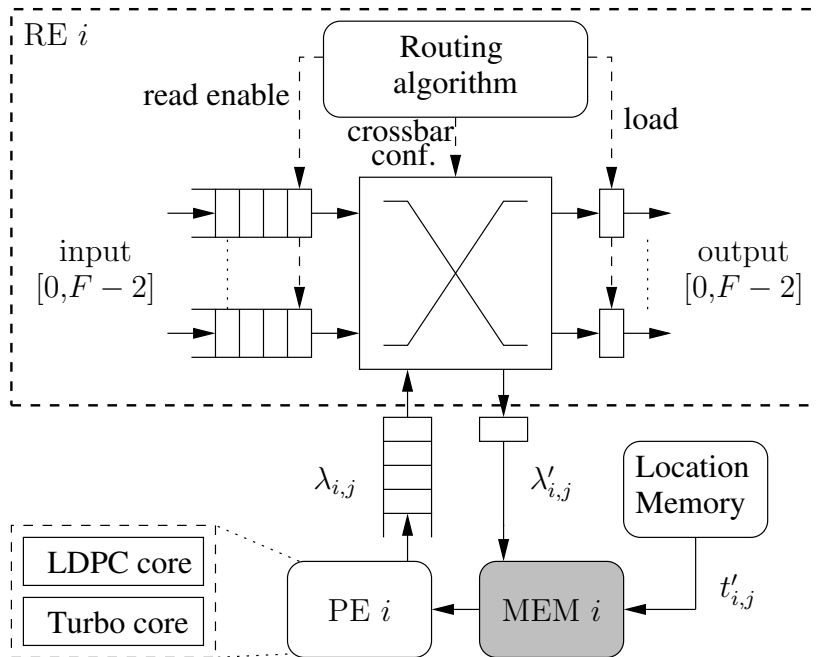 RE i
Routing
algorithm
read enable
load
crossbar
conf.
input
[0,F − 2]
output
[0,F − 2]
λi,j
λ′i,j
Location
Memory
LDPC core
Turbo core
PE i
MEM i
t′i,j